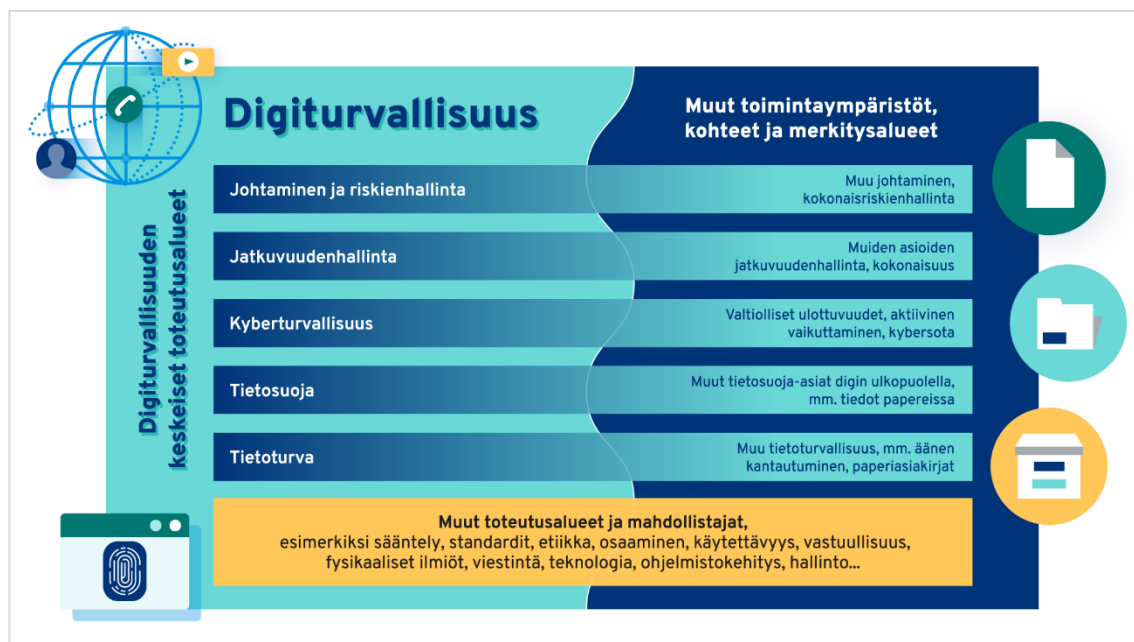 Digiturvallisuus
Muut toimintaympäristöt,
kohteet ja merkitysalueet
Digiturvallisuuden
keskeiset toteutusalueet
Johtaminen ja riskienhallinta
Muu johtaminen,
kokonaisriskienhallinta
Jatkuvuudenhallinta
Muiden asioiden
jatkuvuudenhallinta, kokonaisuus
Kyberturvallisuus
Valtiolliset ulottuvuudet, aktiivinen
vaikuttaminen, kybersota
Tietosuoja
Muut tietosuoja-asiat digin ulkopuolella,
mm. tiedot papereissa
Tietoturva
Muu tietoturvallisuus, mm. äänen
kantautuminen, paperiasiakirjat
Muut toteutusalueet ja mahdollistajat,
esimerkiksi sääntely, standardit, etiikka, osaaminen, käytettävyys, vastuullisuus,
fysikaaliset ilmiöt, viestintä, teknologia, ohjelmistokehitys, hallinto...